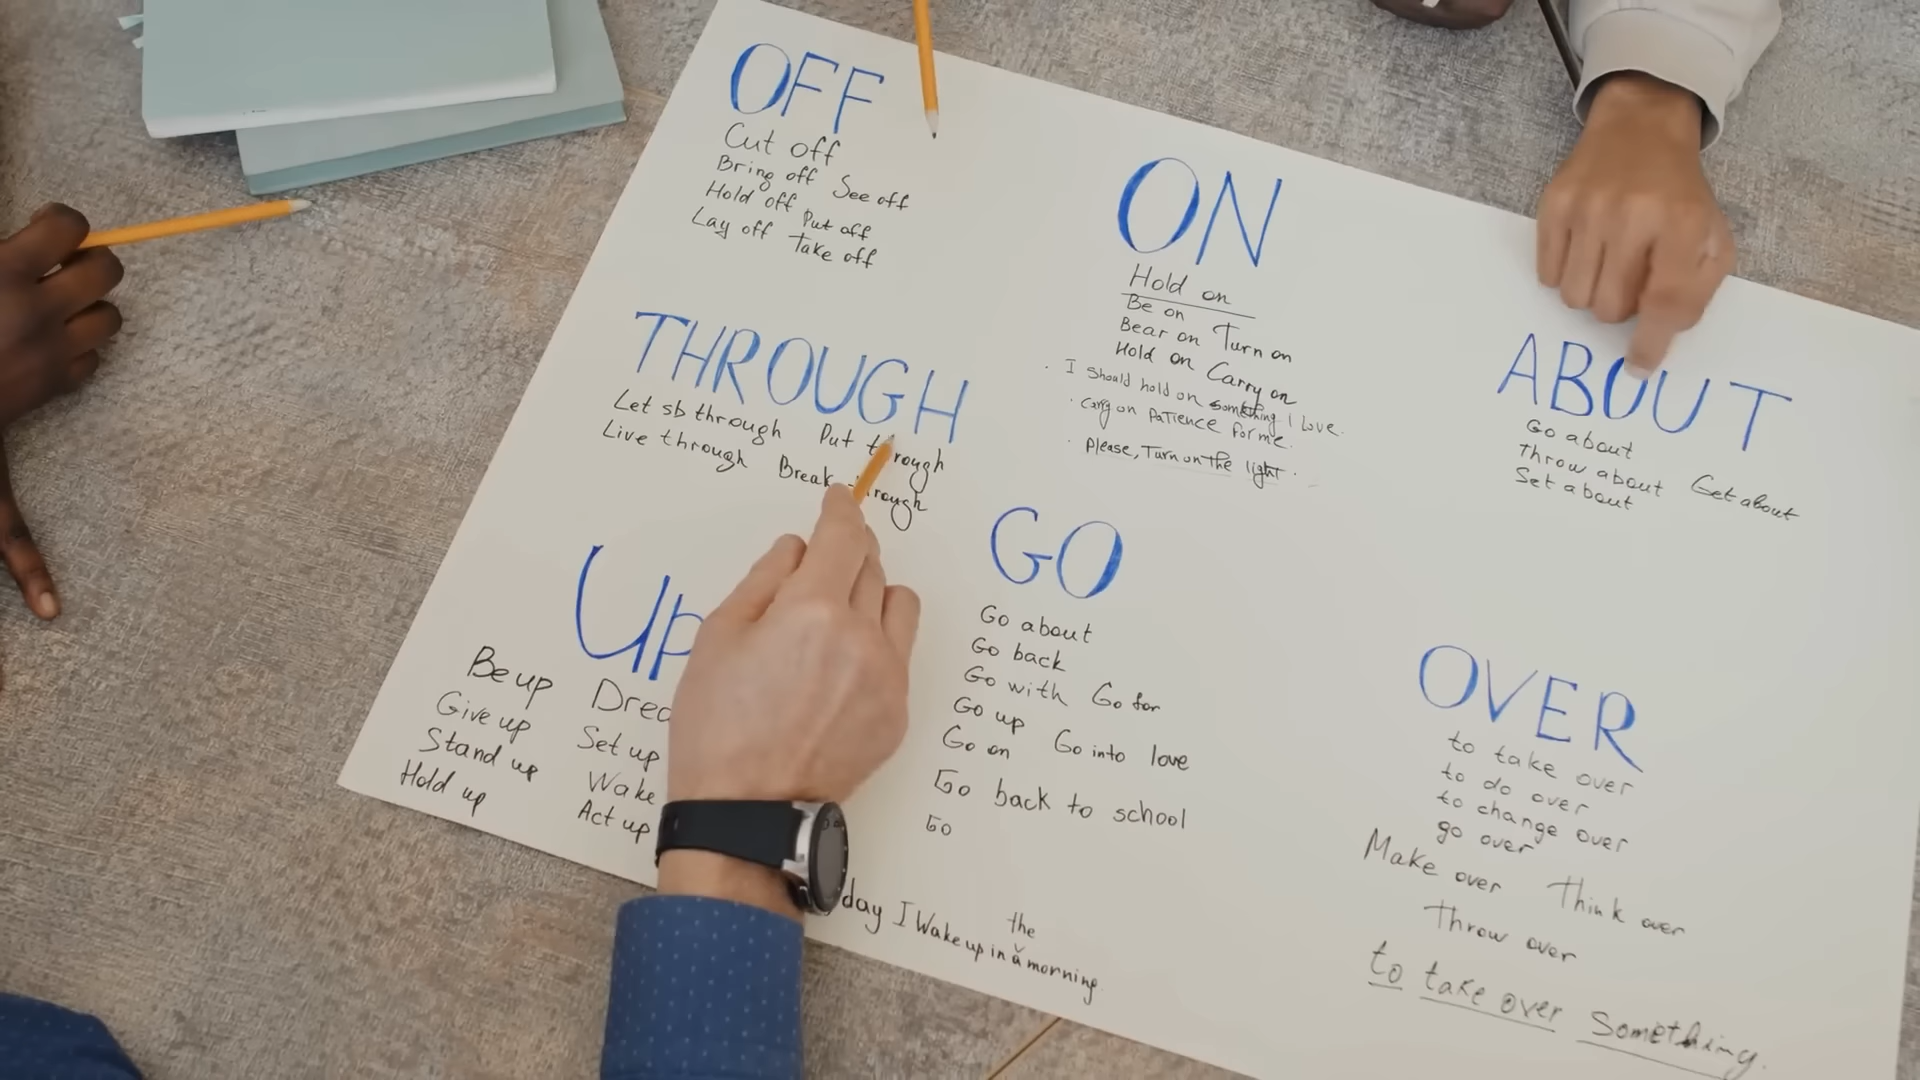 OFF
Cut off
Bring off See off
Hold off Put off
Lay off Take off
ON
Hold on
Be on Turn on
Bear on
Hold on Carry on
I should hold on something I love.
Carry on Patience for me.
Please, Turn on the light.
THROUGH
Let sb through Put through
Live through Break through
ABOUT
Go about
Throw about Get about
Set about
UP
Be up
Give up Set up
Stand up Wake
Hold up Act up
GO
Go about
Go back
Go with Go for
Go up Go into love
Go on
Go back to school
Go
OVER
to take over
to do over
to change over
go over
Make over Think over
Throw over
to take over something.
day I Wake up in a morning
the